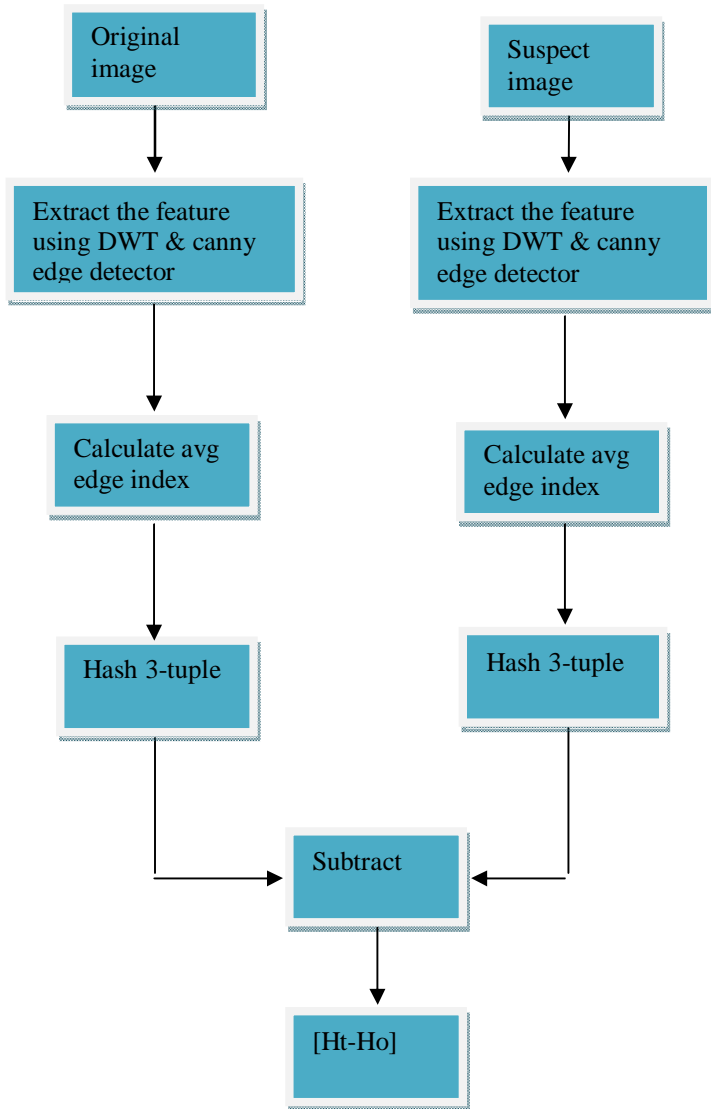 Original
image
Suspect
image
Extract the feature
using DWT & canny
edge detector
Extract the feature
using DWT & canny
edge detector
Calculate avg
edge index
Calculate avg
edge index
Hash 3-tuple
Hash 3-tuple
Subtract
[Ht-Ho]